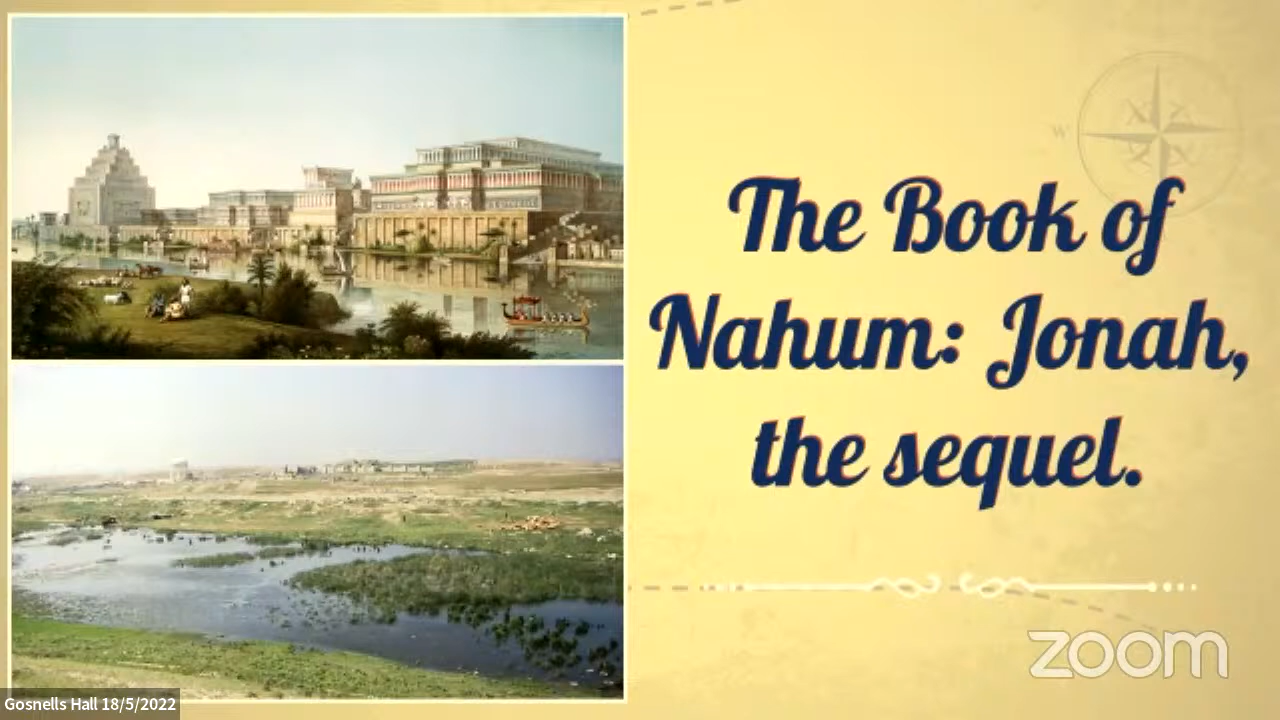 W
The Book of
Nahum: Jonah,
the sequel.
zoom
Gosnells Hall 18/5/2022